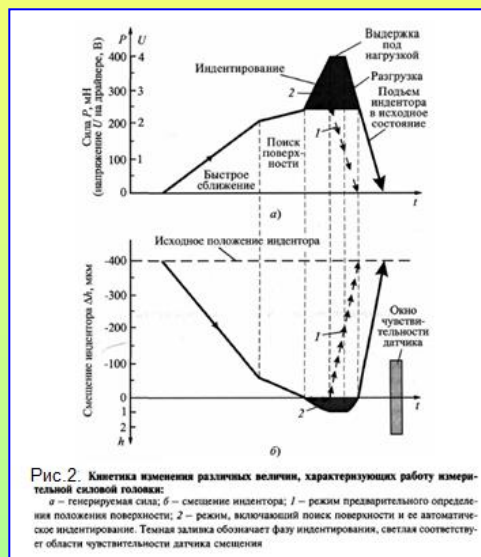 P U
Сила P, мН
(напряжение U на драйвере, В)
400 4
300 3
200 2
100 1
0 0
Выдержка
под
нагрузкой
Индентирование
2
Разгрузка
Подъем
индентора
в исходное
состояние
1
Поиск
поверх-
ности
Быстрое
сближение
t
а)
Исходное положение индентора
Смещение индентора Δh, мкм
-400
-300
-200
-100
0
1
2
h
1
2
Окно
чувстви-
тельности
датчика
t
б)
Рис.2. Кинетика изменения различных величин, характеризующих работу измери-
тельной силовой головки:
а – генерируемая сила; б – смещение индентора; 1 – режим предварительного определе-
ния положения поверхности; 2 – режим, включающий поиск поверхности и ее автоматиче-
ское индентирование. Темная заливка обозначает фазу индентирования, светлая соответству-
ет области чувствительности датчика смещения